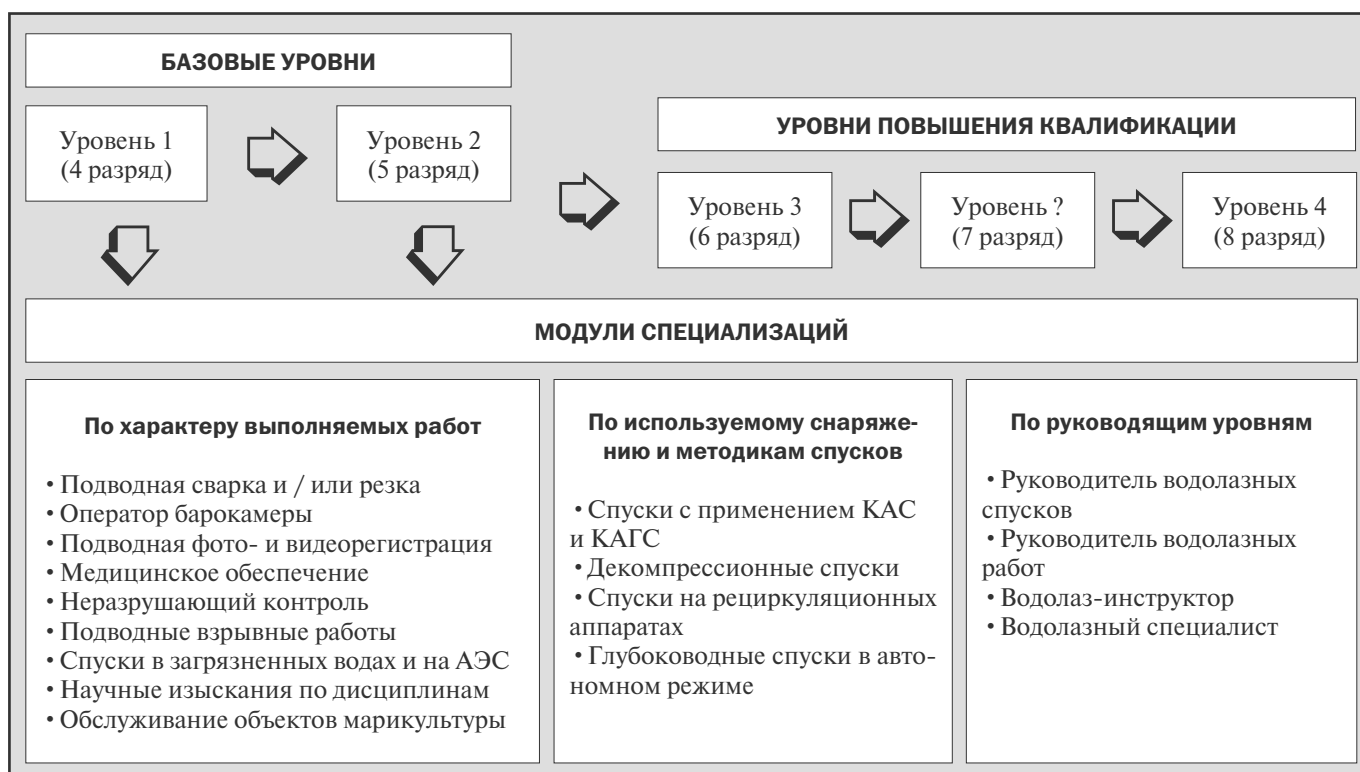 БАЗОВЫЕ УРОВНИ
Уровень 1
(4 разряд)
Уровень 2
(5 разряд)
УРОВНИ ПОВЫШЕНИЯ КВАЛИФИКАЦИИ
Уровень 3
(6 разряд)
Уровень ?
(7 разряд)
Уровень 4
(8 разряд)
МОДУЛИ СПЕЦИАЛИЗАЦИЙ
По характеру выполняемых работ
• Подводная сварка и / или резка
• Оператор барокамеры
• Подводная фото- и видеорегистрация
• Медицинское обеспечение
• Неразрушающий контроль
• Подводные взрывные работы
• Спуски в загрязненных водах и на АЭС
• Научные изыскания по дисциплинам
• Обслуживание объектов марикультуры
По используемому снаряже-
нию и методикам спусков
• Спуски с применением КАС
и КАГС
• Декомпрессионные спуски
• Спуски на рециркуляционных
аппаратах
• Глубоководные спуски в авто-
номном режиме
По руководящим уровням
• Руководитель водолазных
спусков
• Руководитель водолазных
работ
• Водолаз-инструктор
• Водолазный специалист